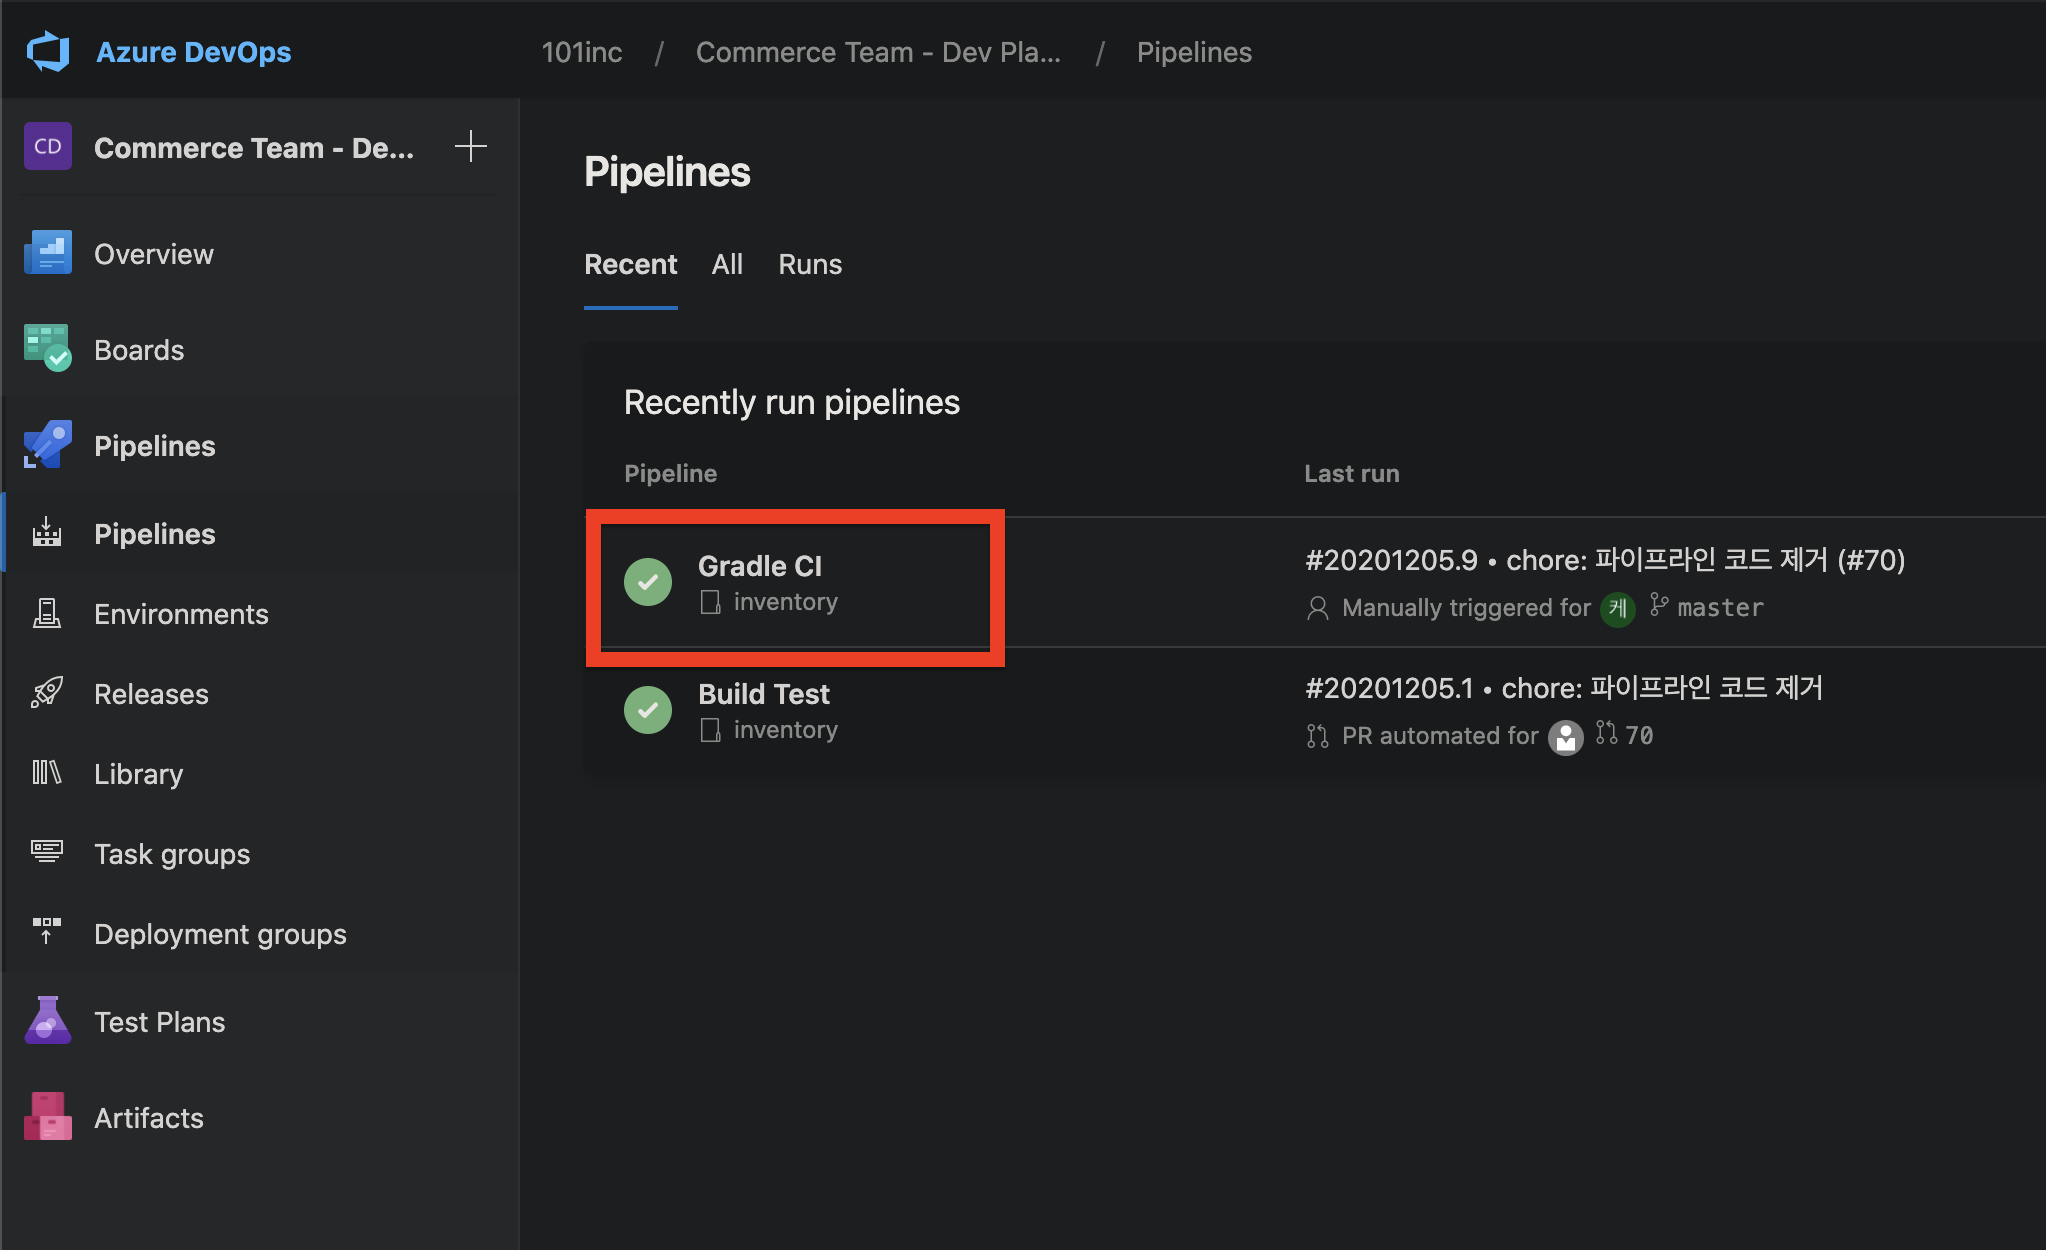 Azure DevOps
101inc / Commerce Team - Dev Pla... / Pipelines
CD Commerce Team - De...
Overview
Boards
Pipelines
Pipelines
Environments
Releases
Library
Task groups
Deployment groups
Test Plans
Artifacts
Pipelines
Recent All Runs
Recently run pipelines
Pipeline Last run
Gradle CI
inventory
#20201205.9 • chore: 파이프라인 코드 제거 (#70)
Manually triggered for 케 master
Build Test
inventory
#20201205.1 • chore: 파이프라인 코드 제거
PR automated for 70